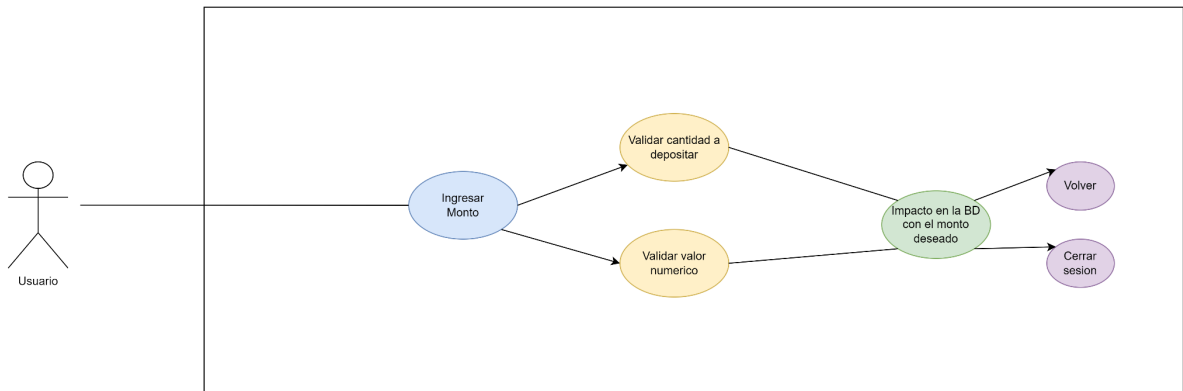 Usuario
Ingresar
Monto
Validar cantidad a
depositar
Validar valor
numerico
Impacto en la BD
con el monto
deseado
Volver
Cerrar
sesion